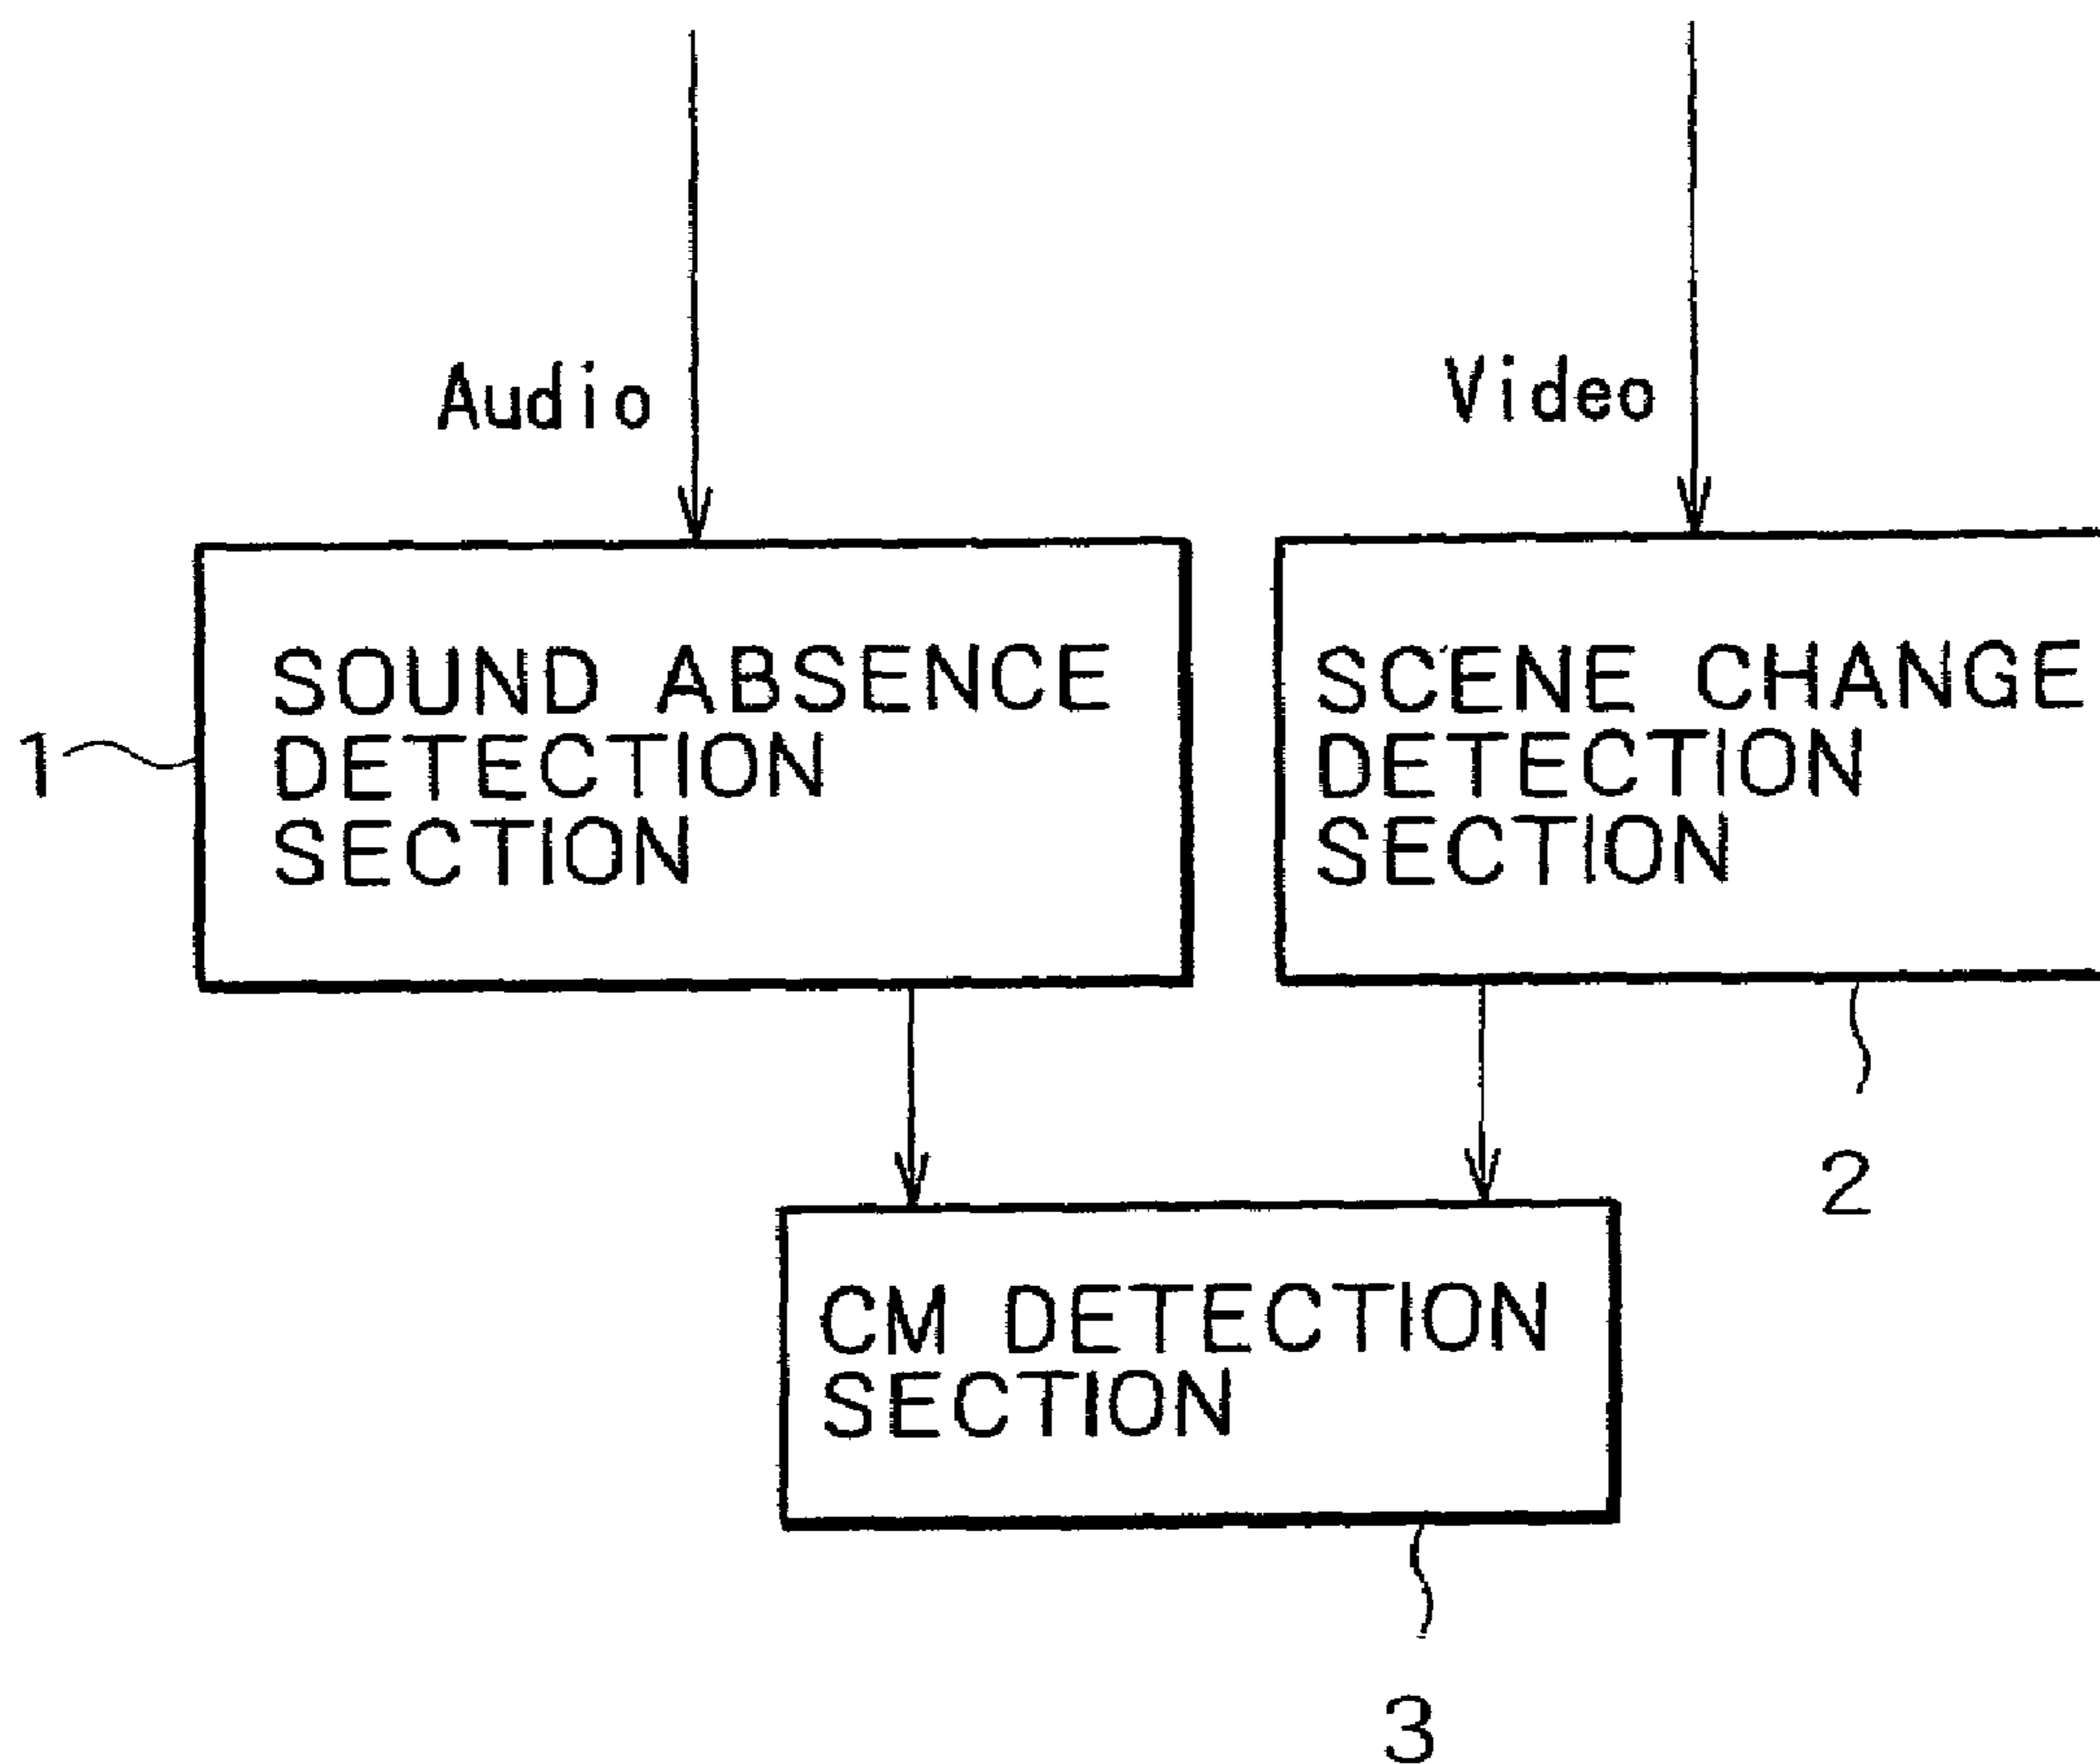 Audio
Video
SOUND ABSENCE
DETECTION
SECTION
1
SCENE CHANGE
DETECTION
SECTION
2
CM DETECTION
SECTION
3